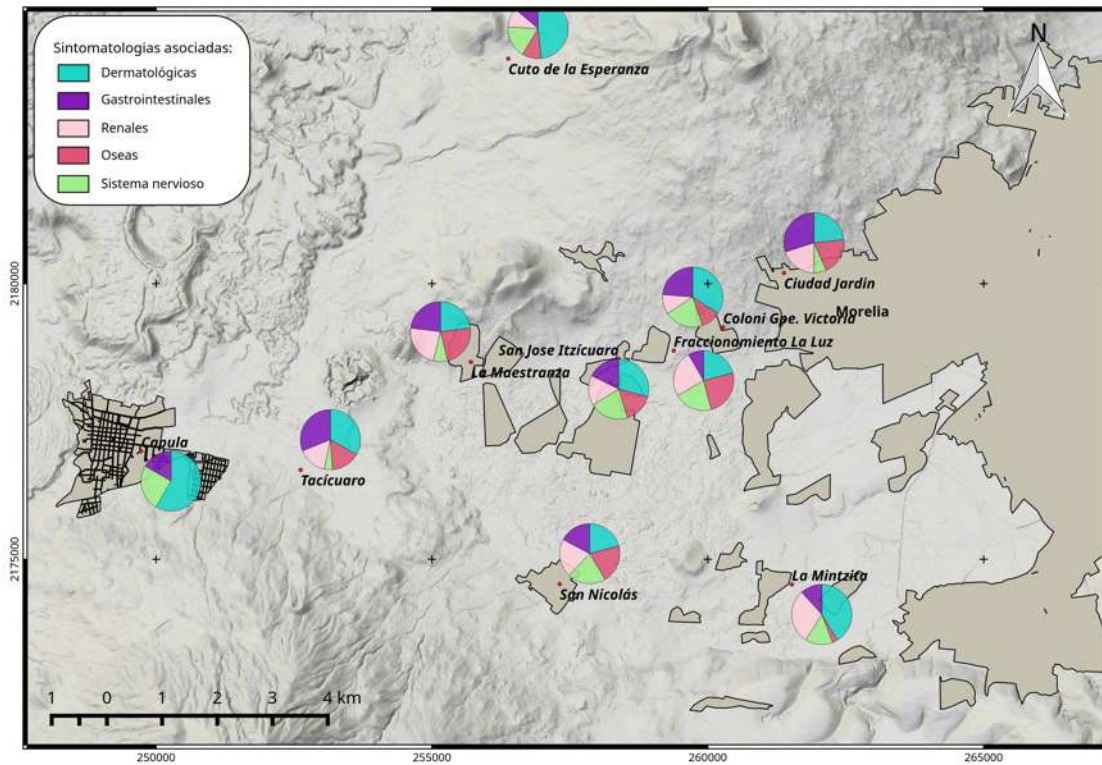 Sintomatologias asociadas:
Dermatológicas
Gastrointestinales
Renales
Oseas
Sistema nervioso
Cuto de la Esperanza
N
Ciudad Jardin
Morelia
Coloni Gpe. Victoria
Fraccionomiento La Luz
San Jose Itzícuaro
La Maestranza
Capula
Tacícuaro
La Mintzita
San Nicolás
2180000
2175000
1 0 1 2 3 4 km
250000 255000 260000 265000